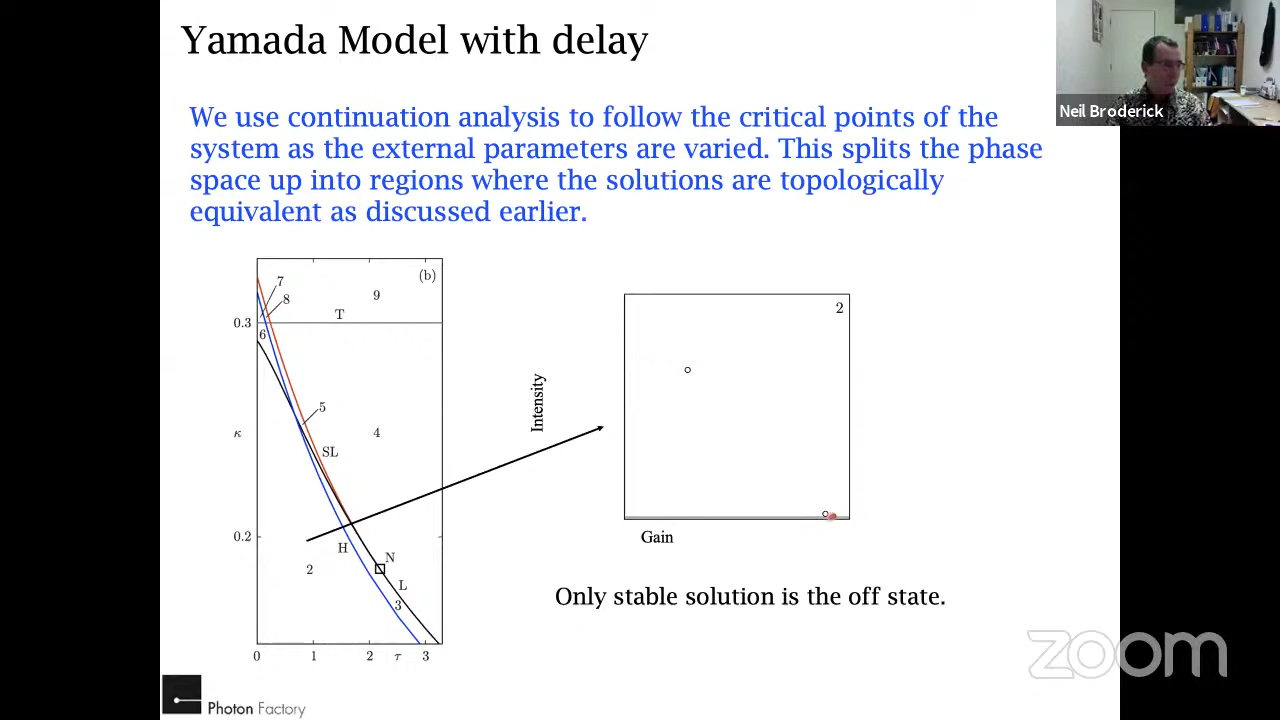 Yamada Model with delay
Neil Broderick
We use continuation analysis to follow the critical points of the
system as the external parameters are varied. This splits the phase
space up into regions where the solutions are topologically
equivalent as discussed earlier.
(b)
7
8
9
T
0.3
6
5
κ
4
SL
0.2
H
N
2
L
3
0
1
2
τ
3
2
Intensity
Gain
Only stable solution is the off state.
zoom
Photon Factory